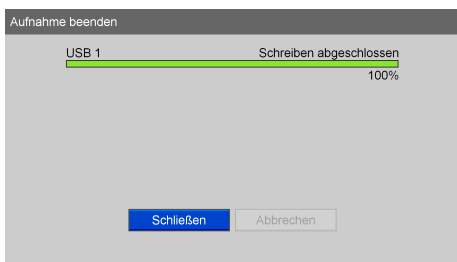 Aufnahme beenden
USB 1 Schreiben abgeschlossen
100%
Schließen Abbrechen